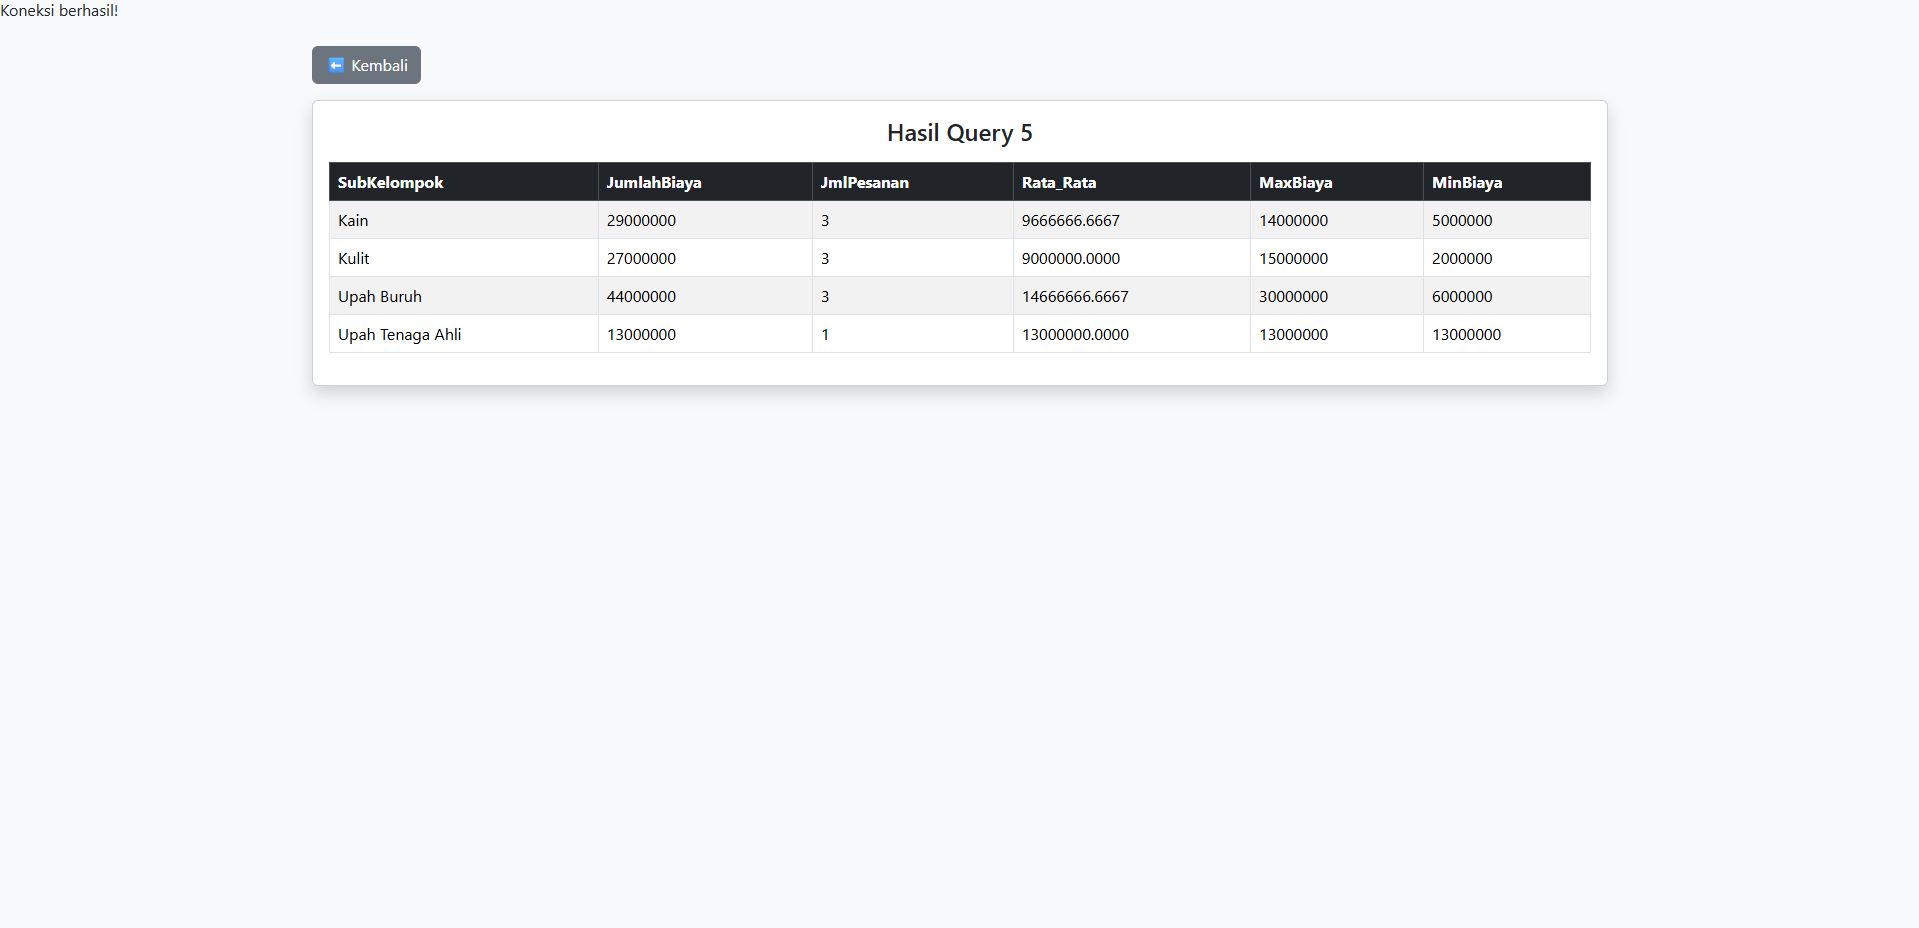 Koneksi berhasil!
Kembali
Hasil Query 5
SubKelompok JumlahBiaya JmlPesanan Rata_Rata MaxBiaya MinBiaya
Kain 29000000 3 9666666.6667 14000000 5000000
Kulit 27000000 3 9000000.0000 15000000 2000000
Upah Buruh 44000000 3 14666666.6667 30000000 6000000
Upah Tenaga Ahli 13000000 1 13000000.0000 13000000 13000000